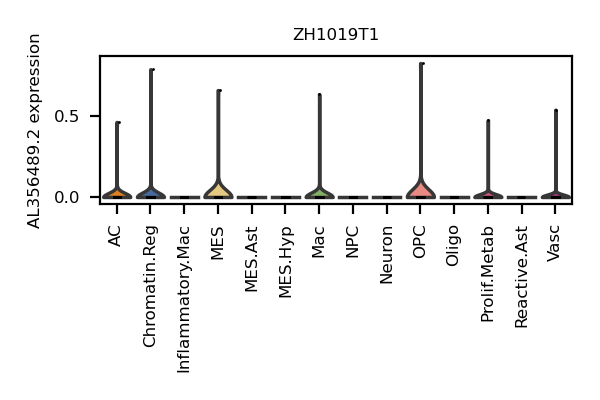 ZH1019T1
AL356489.2 expression
0.5
0.0
AC
Chromatin.Reg
Inflammatory.Mac
MES
MES.Ast
MES.Hyp
Mac
NPC
Neuron
OPC
Oligo
Prolif.Metab
Reactive.Ast
Vasc